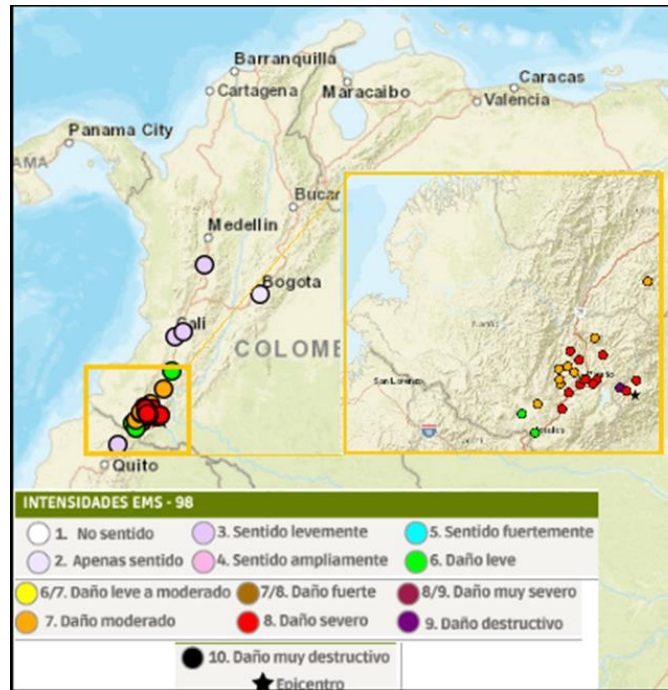 Barranquilla
Cartagena
Maracaibo
Caracas
Valencia
Panama City
AMA
Bucar
Medellin
Bogota
Cali
COLOM
San Lorenzo
Quito
INTENSIDADES EMS - 98
1. No sentido
3. Sentido levemente
5. Sentido fuertemente
2. Apenas sentido
4. Sentido ampliamente
6. Daño leve
6/7. Daño leve a moderado
7/8. Daño fuerte
8/9. Daño muy severo
7. Daño moderado
8. Daño severo
9. Daño destructivo
10. Daño muy destructivo
Epicentro